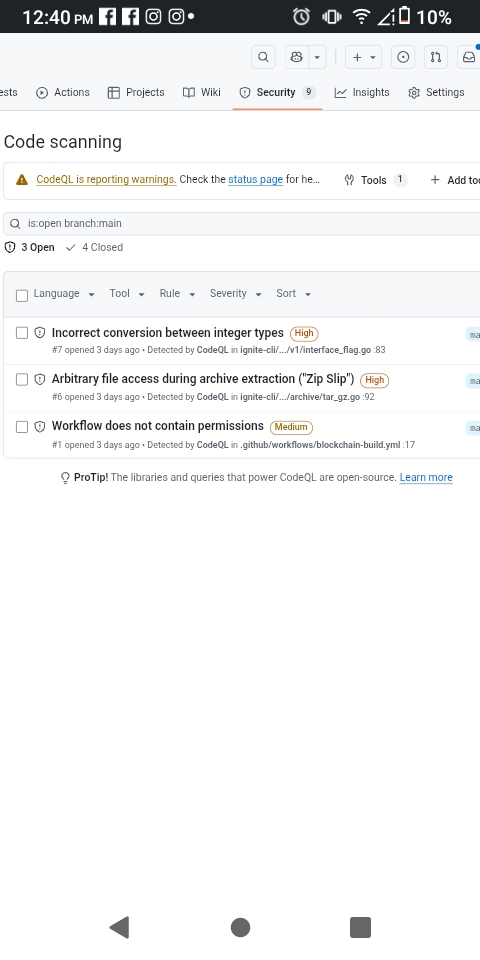 12:40 PM 10%
ests Actions Projects Wiki Security 9 Insights Settings
Code scanning
CodeQL is reporting warnings. Check the status page for he... Tools 1 Add too
is:open branch:main
3 Open 4 Closed
Language Tool Rule Severity Sort
Incorrect conversion between integer types High ma
#7 opened 3 days ago • Detected by CodeQL in ignite-cli/.../v1/interface_flag.go :83
Arbitrary file access during archive extraction ("Zip Slip") High ma
#6 opened 3 days ago • Detected by CodeQL in ignite-cli/.../archive/tar_gz.go :92
Workflow does not contain permissions Medium ma
#1 opened 3 days ago • Detected by CodeQL in .github/workflows/blockchain-build.yml :17
ProTip! The libraries and queries that power CodeQL are open-source. Learn more